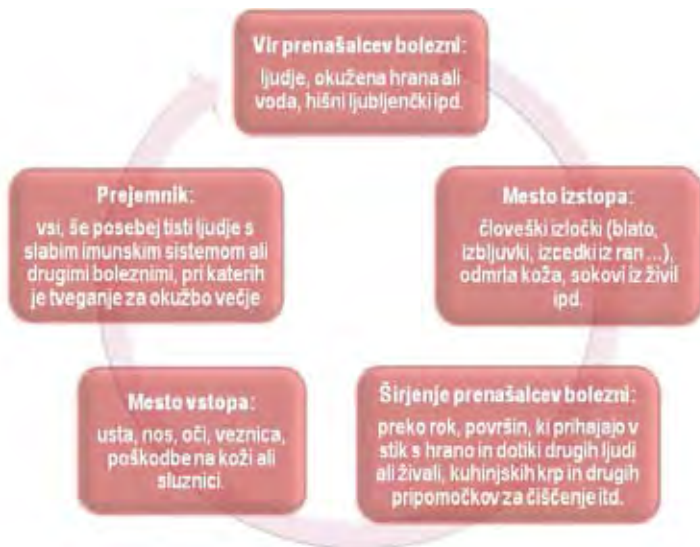 Vir prenašalcev bolezni:
ljudje, okužena hrana ali
voda, hišni ljubljenčki ipd.
Mesto izstopa:
človeški izločki (blato,
izbljuvki, izcedki iz ran ...),
odmrla koža, sokovi iz živil
ipd.
Širjenje prenašalcev bolezni:
preko rok, površin, ki prihajajo v
stik s hrano in dotiki drugih ljudi
ali živali, kuhinjskih krp in drugih
pripomočkov za čiščenje itd.
Mesto vstopa:
usta, nos, oči, veznica,
poškodbe na koži ali
sluznici.
Prejemnik:
vsi, še posebej tisti ljudje s
slabim imunskim sistemom ali
drugimi boleznimi, pri katerih
je tveganje za okužbo večje